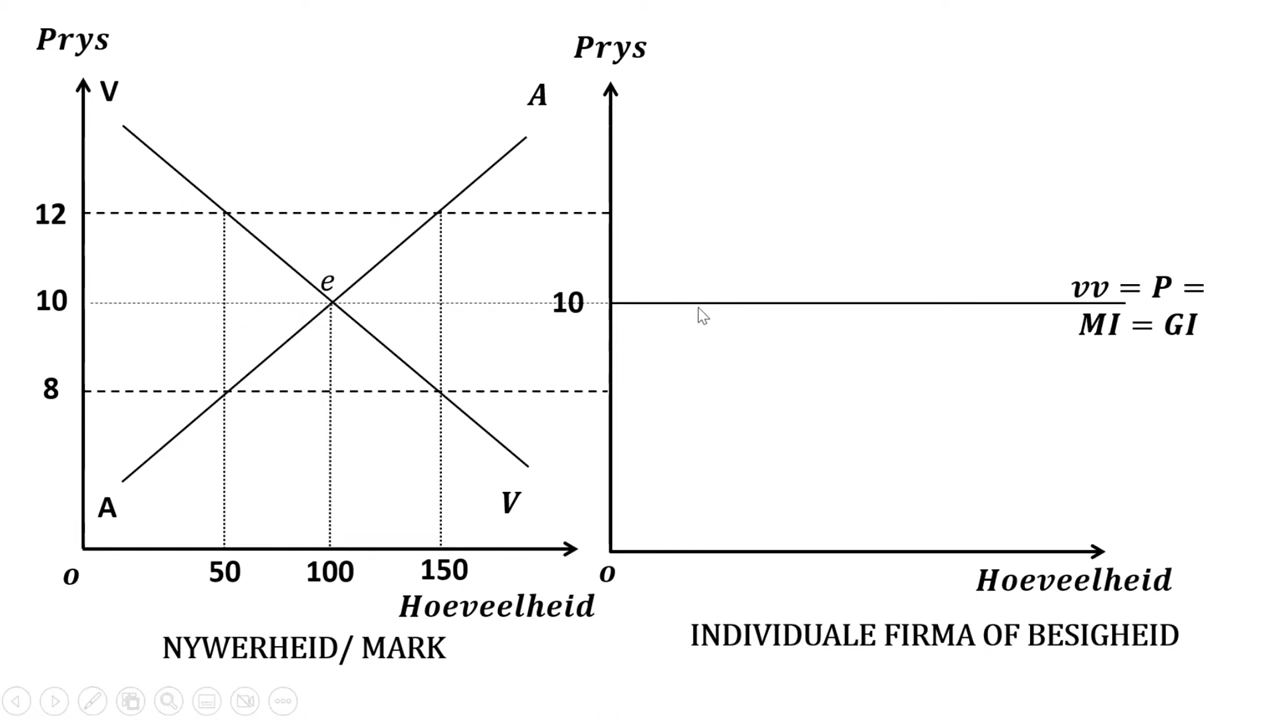 Prys
V
A
12
e
10
8
A
V
o
50
100
150
Hoeveelheid
NYWERHEID/ MARK
Prys
10
vv = P =
MI = GI
o
Hoeveelheid
INDIVIDUALE FIRMA OF BESIGHEID